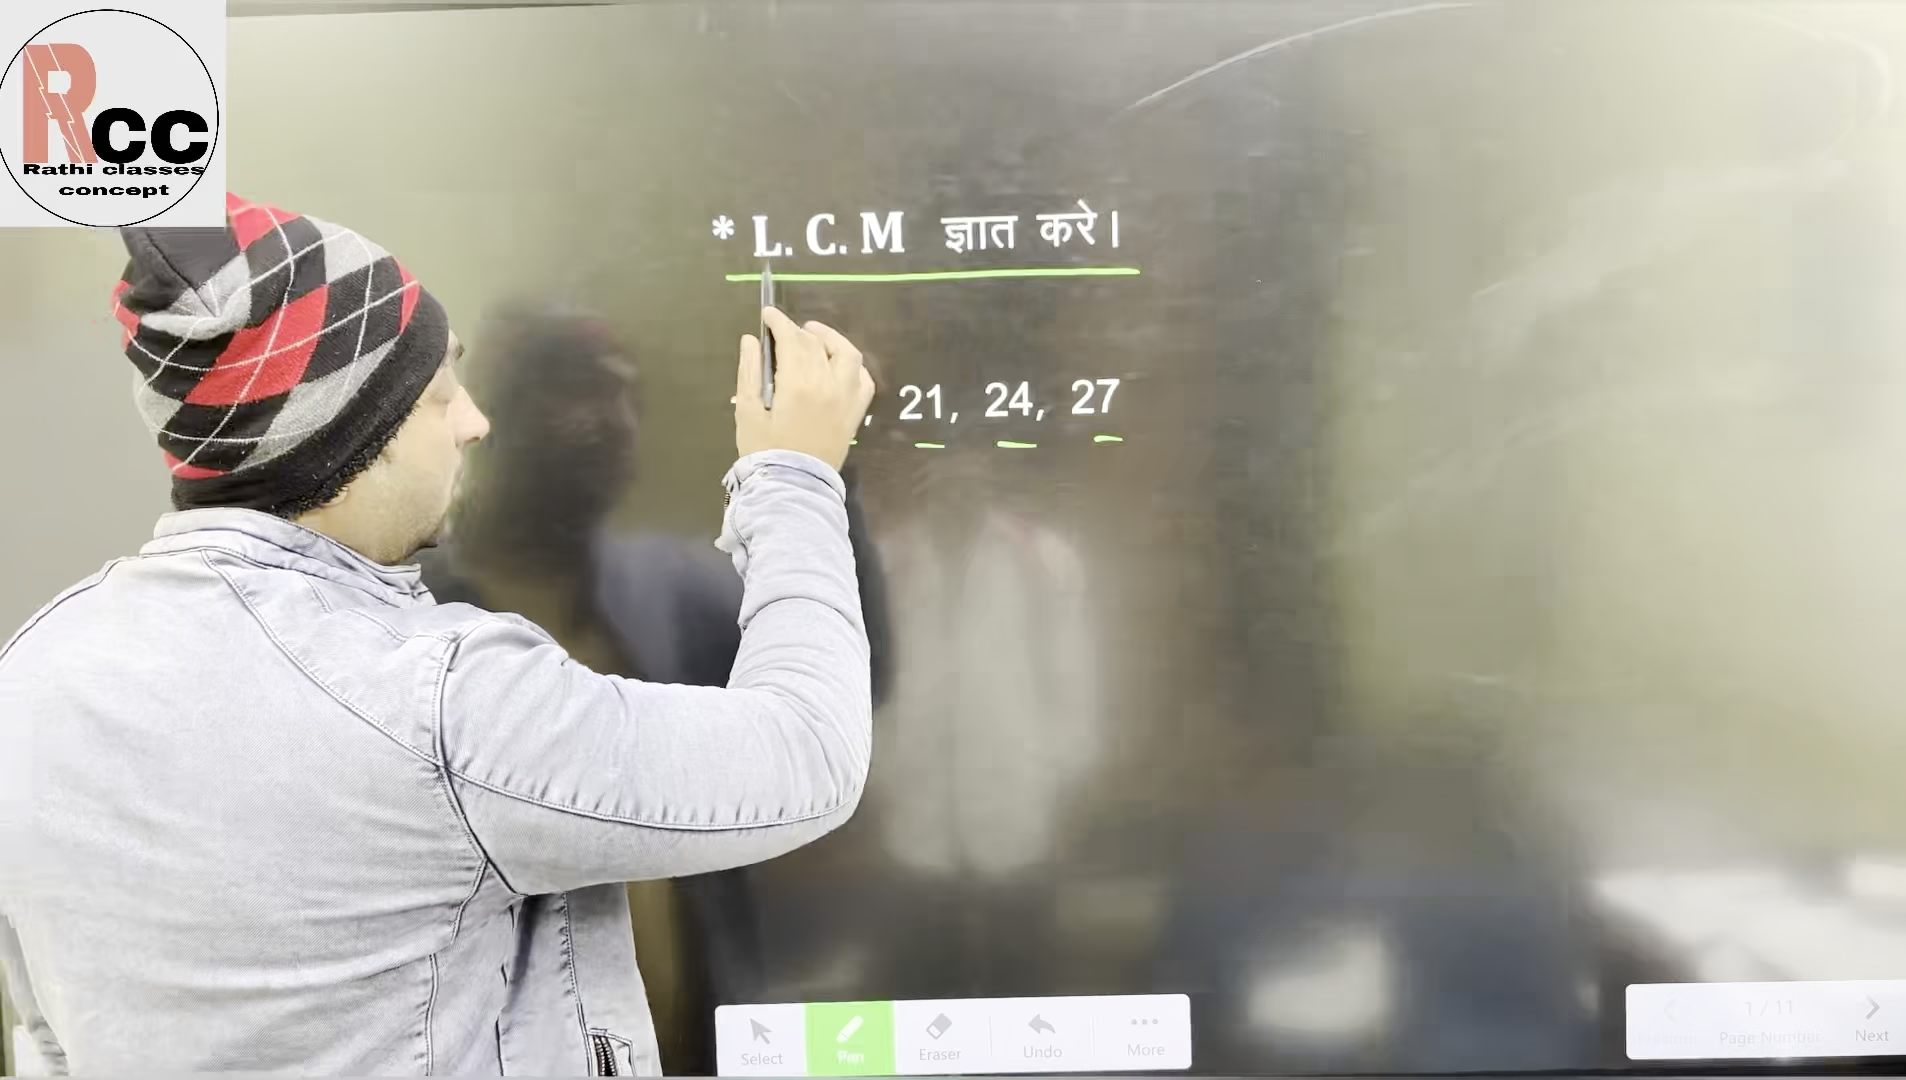 Rcc
Rathi classes
concept
* L. C. M ज्ञात करे।
, 21, 24, 27
Select
Pen
Eraser
Undo
More
1 / 11
Page Number
Next